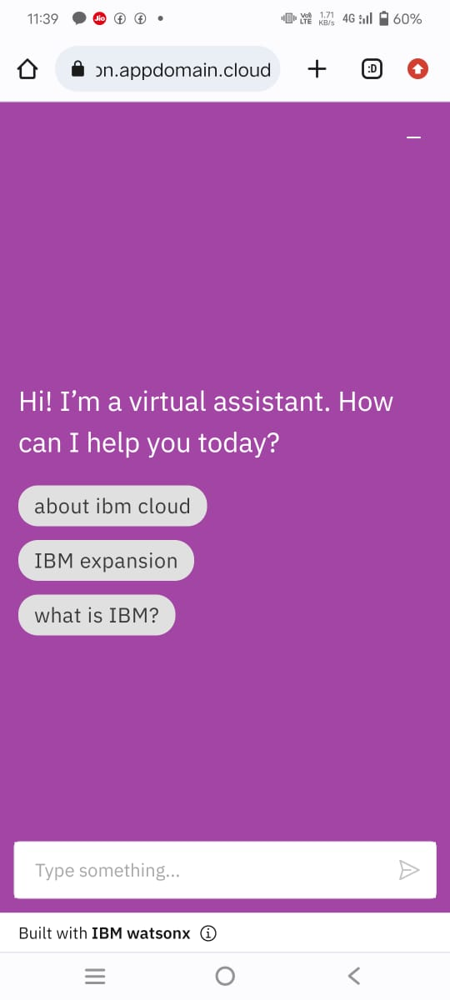 11:39
Jio
Vo)) 1.71 4G 60%
LTE KB/s
on.appdomain.cloud
:D
Hi! I’m a virtual assistant. How
can I help you today?
about ibm cloud
IBM expansion
what is IBM?
Type something...
Built with IBM watsonx